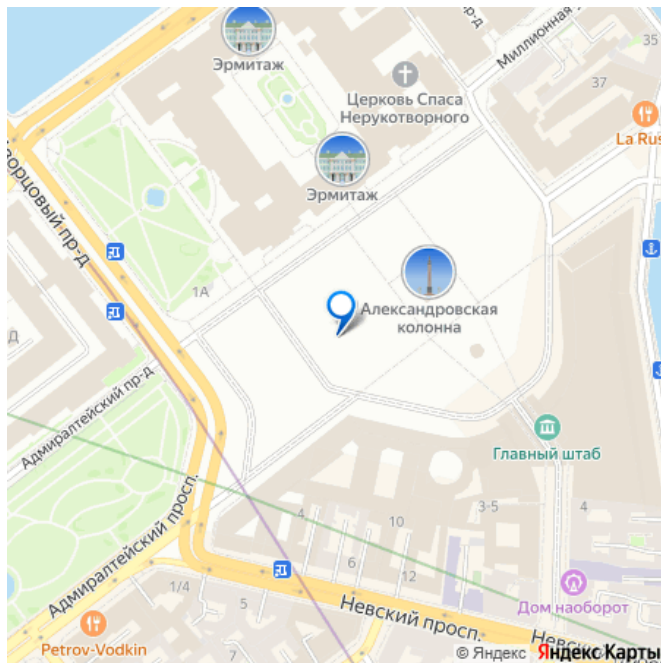 Эрмитаж
Миллионная
37
Церковь Спаса
Нерукотворного
La Rus
Эрмитаж
Дворцовый пр-д
1А
Александровская
колонна
Д
Адмиралтейский пр-д
Главный штаб
Адмиралтейский просп.
4
10
3-5
4
6
12
1/4
5
Невский просп.
Дом наоборот
Petrov-Vodkin
Невск
© Яндекс Яндекс Карты